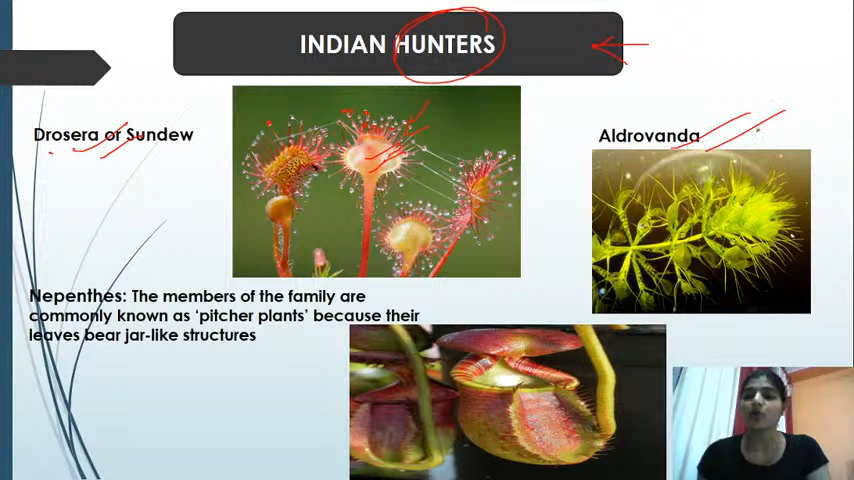 INDIAN HUNTERS
Drosera or Sundew
Aldrovanda
Nepenthes: The members of the family are
commonly known as ‘pitcher plants’ because their
leaves bear jar-like structures